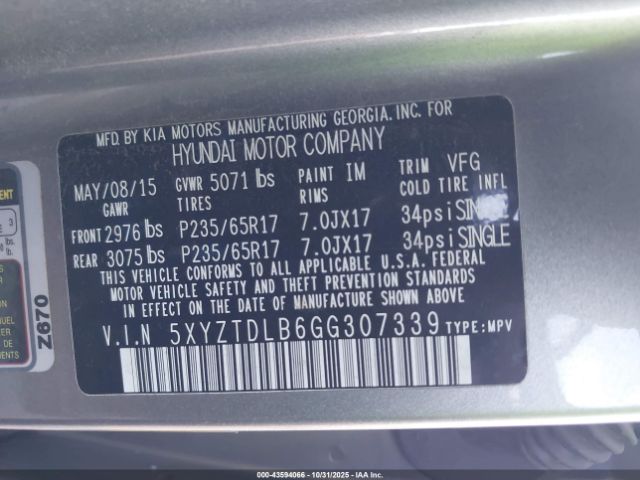 MFD. BY KIA MOTORS MANUFACTURING GEORGIA. INC. FOR
HYUNDAI MOTOR COMPANY
MAY/08/15 GVWR 5071 lbs PAINT IM TRIM VFG
GAWR TIRES RIMS COLD TIRE INFL
FRONT 2976 lbs P235/65R17 7.0JX17 34psi SINGLE
REAR 3075 lbs P235/65R17 7.0JX17 34psi SINGLE
THIS VEHICLE CONFORMS TO ALL APPLICABLE U.S.A. FEDERAL
MOTOR VEHICLE SAFETY AND THEFT PREVENTION STANDARDS
IN EFFECT ON THE DATE OF MANUFACTURE SHOWN ABOVE.
V.I.N 5XYZTDLB6GG307339 TYPE:MPV
Z670
3
lbs.
000-43594066 - 10/31/2025 - IAAI Inc.